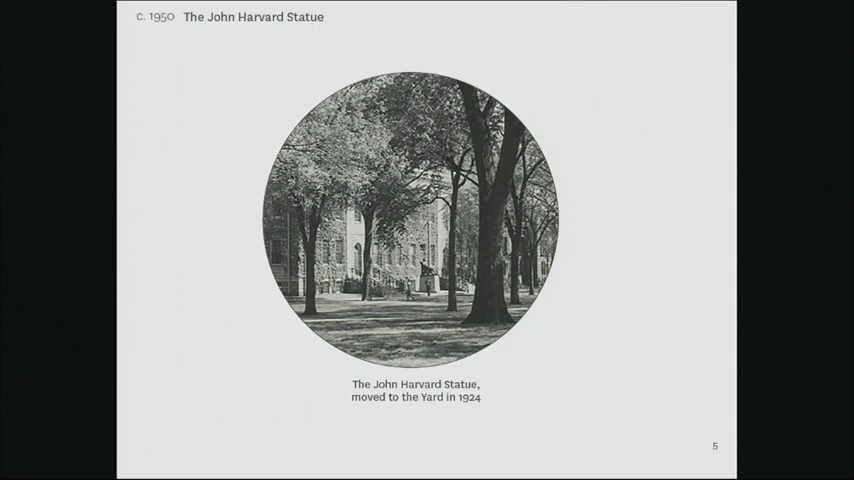 c. 1950 The John Harvard Statue
The John Harvard Statue,
moved to the Yard in 1924
5